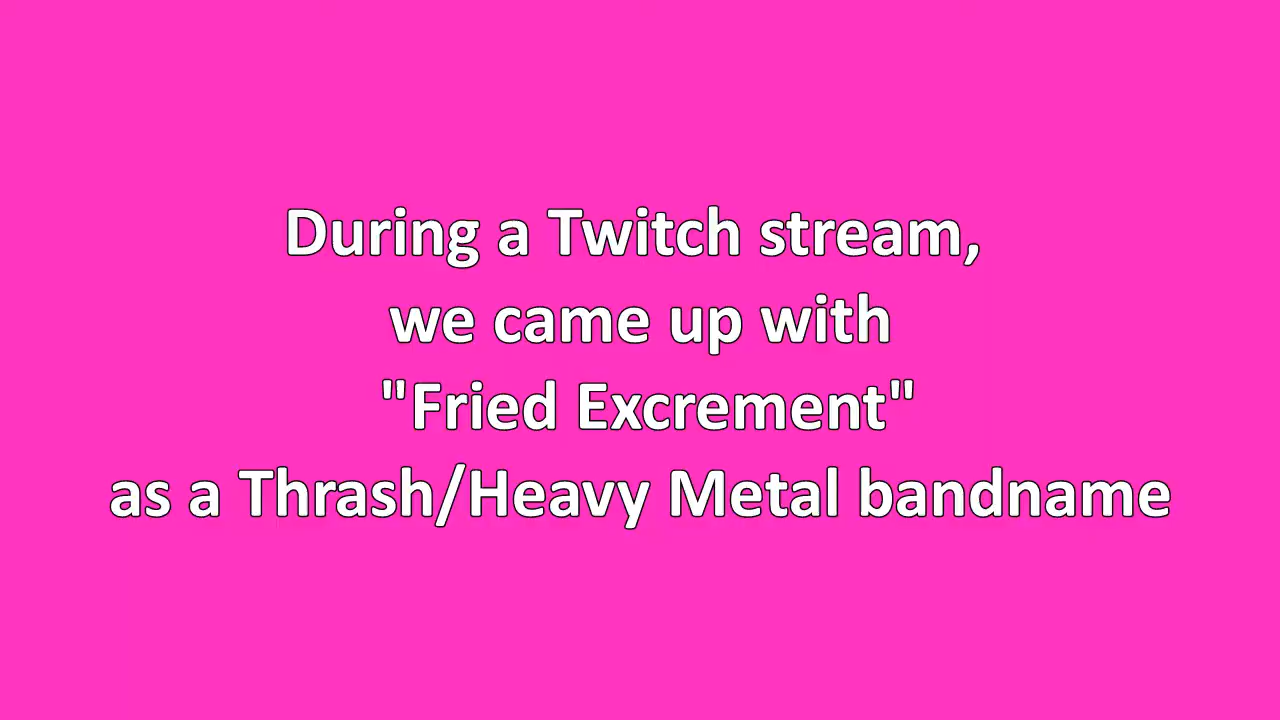 During a Twitch stream,
we came up with
"Fried Excrement"
as a Thrash/Heavy Metal bandname